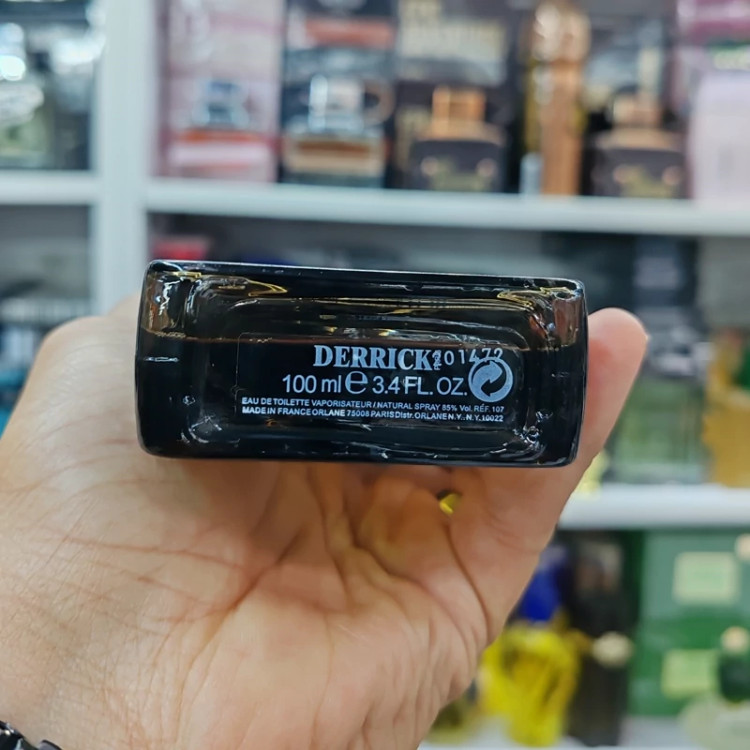 DERRICK 201472
100 ml ℮ 3.4 FL. OZ.
EAU DE TOILETTE VAPORISATEUR / NATURAL SPRAY 85% Vol. RÉF. 107
MADE IN FRANCE ORLANE 75008 PARIS Distr. ORLANE N.Y.-N.Y. 10022